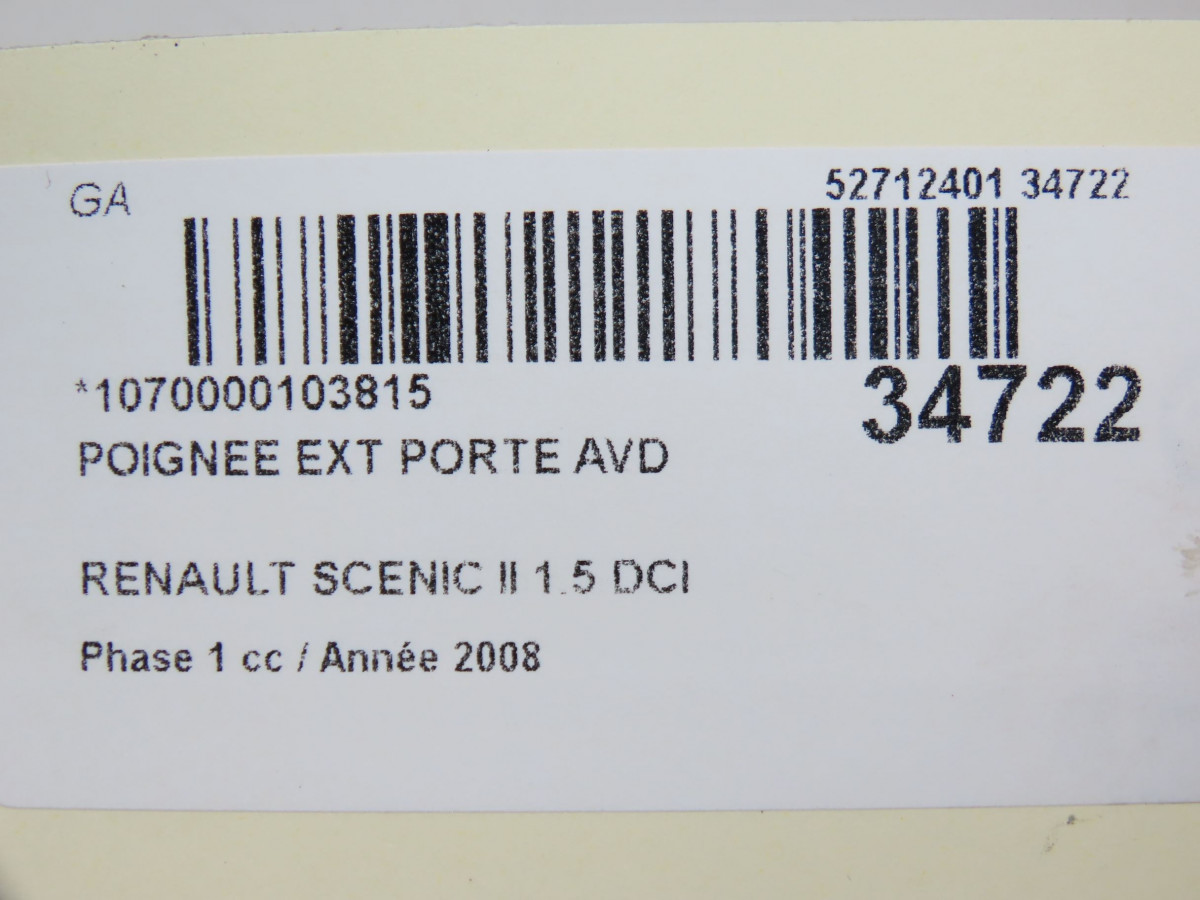 GA
52712401 34722
*1070000103815
34722
POIGNEE EXT PORTE AVD
RENAULT SCENIC II 1.5 DCI
Phase 1 cc / Année 2008